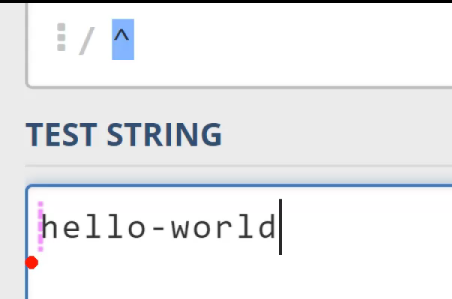 / ^
TEST STRING
hello-world